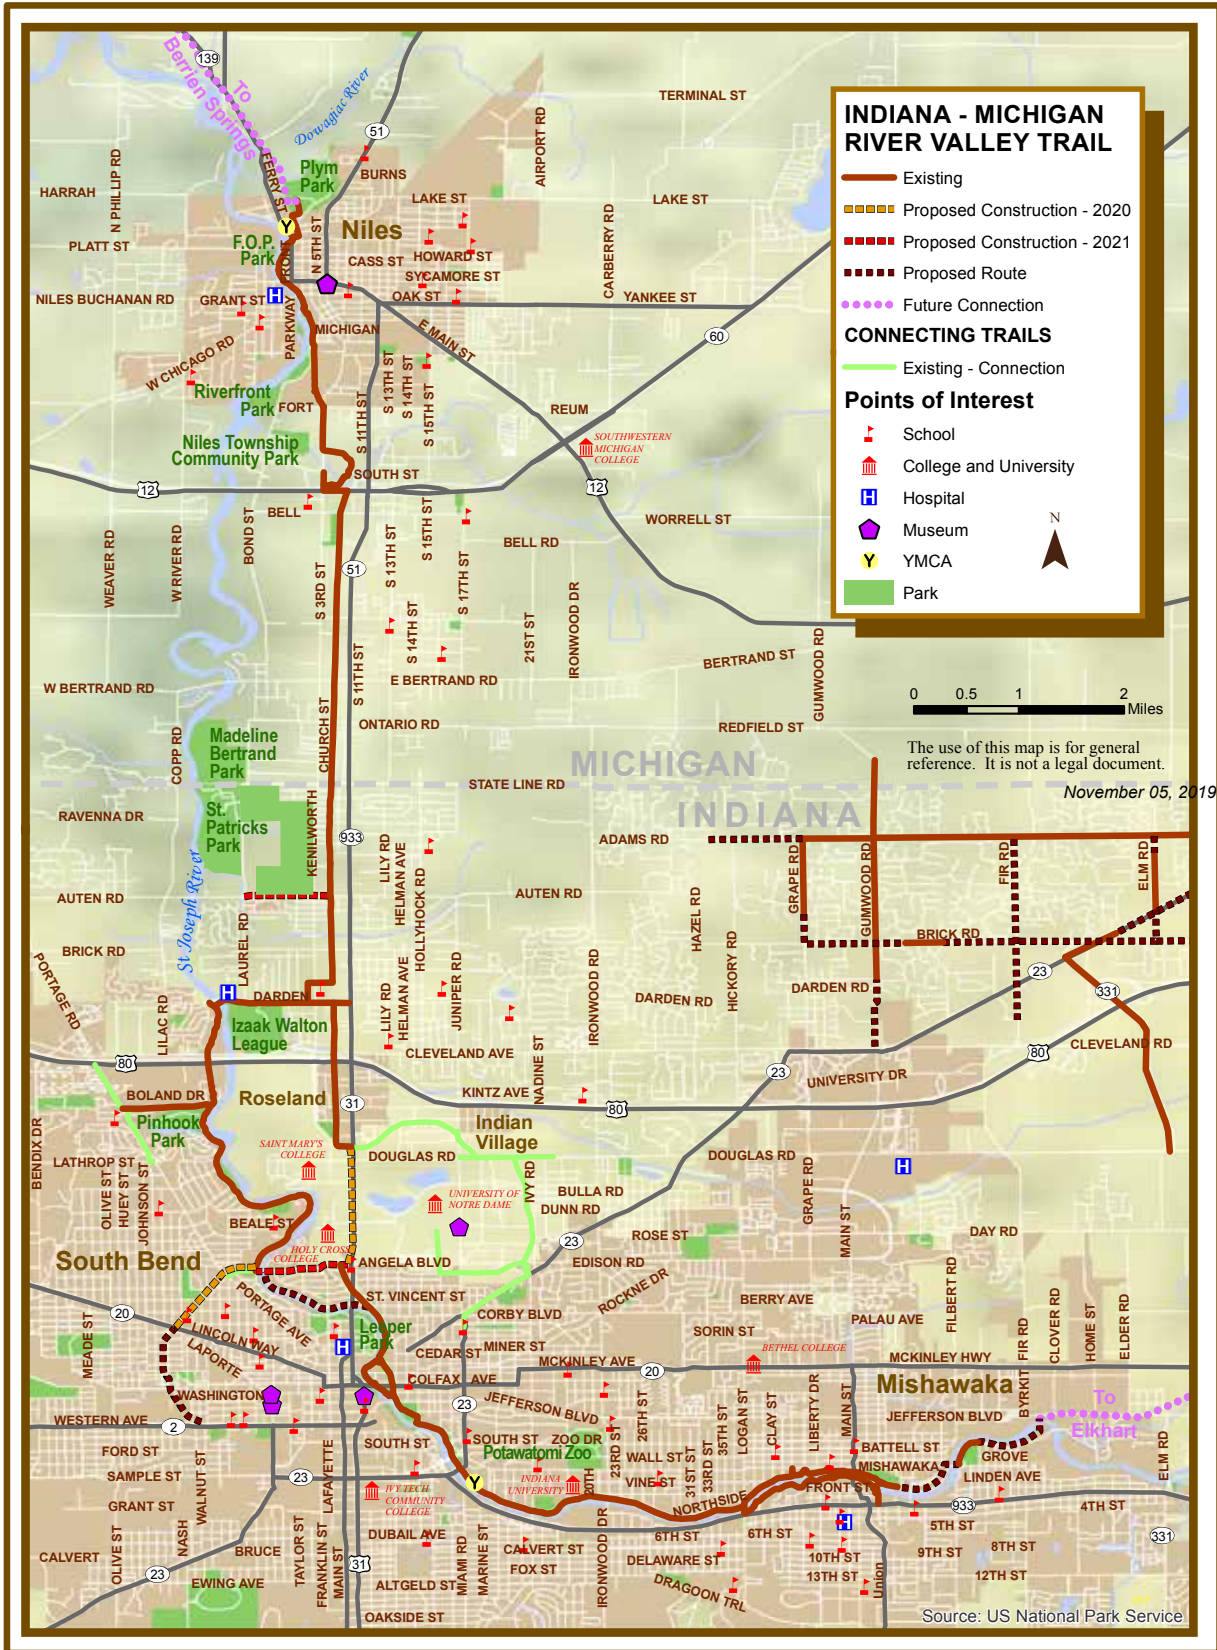 INDIANA - MICHIGAN
RIVER VALLEY TRAIL
Existing
Proposed Construction - 2020
Proposed Construction - 2021
Proposed Route
Future Connection
CONNECTING TRAILS
Existing - Connection
Points of Interest
School
College and University
H Hospital
Museum
Y YMCA
Park
N
0 0.5 1 2
Miles
The use of this map is for general
reference. It is not a legal document.
November 05, 2019
139
To
Berrien Springs
Dowagiac River
51
TERMINAL ST
AIRPORT RD
N PHILLIP RD
HARRAH
FERRY ST
Plym
Park
BURNS
LAKE ST
LAKE ST
CARBERRY RD
PLATT ST
Y
F.O.P.
Park
FRONT
N 5TH ST
Niles
CASS ST
HOWARD ST
SYCAMORE ST
OAK ST
YANKEE ST
NILES BUCHANAN RD
GRANT ST
H
PARKWAY
MICHIGAN
E MAIN ST
60
W CHICAGO RD
Riverfront
Park
FORT
S 11TH ST
S 13TH ST
S 14TH ST
S 15TH ST
REUM
Niles Township
Community Park
SOUTH ST
SOUTHWESTERN
MICHIGAN
COLLEGE
12
12
BELL
BOND ST
WEAVER RD
W RIVER RD
S 3RD ST
51
S 13TH ST
S 15TH ST
S 17TH ST
S 14TH ST
BELL RD
WORRELL ST
21ST ST
IRONWOOD DR
BERTRAND ST
GUMWOOD RD
W BERTRAND RD
S 11TH ST
E BERTRAND RD
ONTARIO RD
REDFIELD ST
COPP RD
Madeline
Bertrand
Park
CHURCH ST
MICHIGAN
STATE LINE RD
INDIANA
RAVENNA DR
St.
Patricks
Park
KENILWORTH
933
LILY RD
HELMAN AVE
HOLLYHOCK RD
ADAMS RD
GRAPE RD
GUMWOOD RD
FIR RD
ELM RD
AUTEN RD
AUTEN RD
St Joseph River
LAUREL RD
HAZEL RD
HICKORY RD
BRICK RD
BRICK RD
PORTAGE RD
LILAC RD
H
DARDEN
LILY RD
HELMAN AVE
JUNIPER RD
IRONWOOD RD
DARDEN RD
DARDEN RD
23
331
Izaak Walton
League
CLEVELAND AVE
NADINE ST
80
80
CLEVELAND RD
23
UNIVERSITY DR
KINTZ AVE
80
BOLAND DR
Roseland
31
Indian
Village
Pinhook
Park
BENDIX DR
LATHROP ST
OLIVE ST
HUEY ST
JOHNSON ST
SAINT MARY'S
COLLEGE
DOUGLAS RD
DOUGLAS RD
H
IVY RD
UNIVERSITY OF
NOTRE DAME
BULLA RD
DUNN RD
GRAPE RD
MAIN ST
BEALE ST
HOLY CROSS
COLLEGE
ROSE ST
DAY RD
23
South Bend
ANGELA BLVD
EDISON RD
ROCKNE DR
FILBERT RD
20
PORTAGE AVE
ST. VINCENT ST
CORBY BLVD
BERRY AVE
PALAU AVE
FIR RD
CLOVER RD
HOME ST
ELDER RD
MEADE ST
LINCOLN WAY
LAPORTE
H
Leeper
Park
CEDAR ST
MINER ST
SORIN ST
BETHEL COLLEGE
MCKINLEY AVE
20
MCKINLEY HWY
WASHINGTON
COLFAX AVE
Mishawaka
To
Elkhart
WESTERN AVE
2
23
JEFFERSON BLVD
JEFFERSON BLVD
BYRKIT
26TH ST
35TH ST
LOGAN ST
CLAY ST
LIBERTY DR
MAIN ST
SOUTH ST
SOUTH ST
ZOO DR
23RD ST
BATTELL ST
FORD ST
Potawatomi Zoo
WALL ST
GROVE
SAMPLE ST
23
LAFAYETTE
Y
INDIANA
UNIVERSITY
20TH
VINE ST
31ST ST
33RD ST
MISHAWAKA
LINDEN AVE
ELM RD
GRANT ST
WALNUT ST
IVY TECH
COMMUNITY
COLLEGE
NORTHSIDE
FRONT ST
933
4TH ST
DUBAIL AVE
6TH ST
6TH ST
H
5TH ST
331
CALVERT
OLIVE ST
NASH
BRUCE
TAYLOR ST
FRANKLIN ST
MAIN ST
31
MIAMI RD
MARINE ST
CALVERT ST
FOX ST
IRONWOOD DR
DELAWARE ST
10TH ST
13TH ST
9TH ST
8TH ST
12TH ST
23
EWING AVE
ALTGELD ST
DRAGOON TRL
Union
OAKSIDE ST
Source: US National Park Service